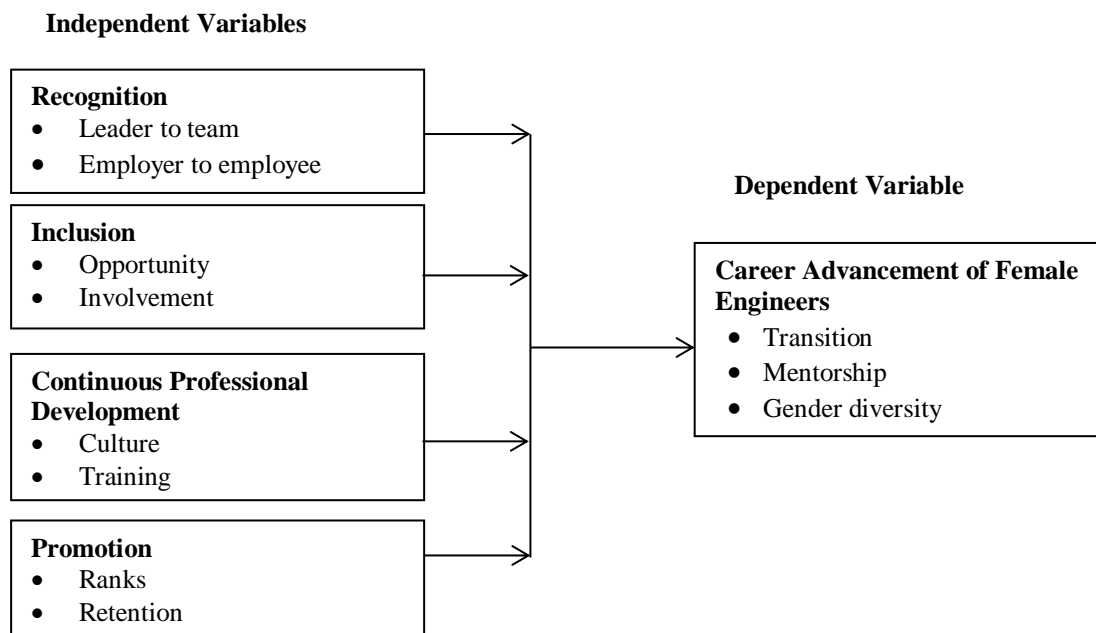 Independent Variables
Recognition
• Leader to team
• Employer to employee
Inclusion
• Opportunity
• Involvement
Continuous Professional
Development
• Culture
• Training
Promotion
• Ranks
• Retention
Dependent Variable
Career Advancement of Female
Engineers
• Transition
• Mentorship
• Gender diversity